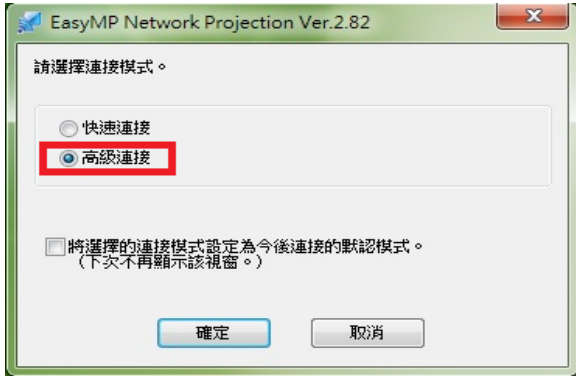 EasyMP Network Projection Ver.2.82
請選擇連接模式。
快速連接
高級連接
將選擇的連接模式設定為今後連接的默認模式。
（下次不再顯示該視窗。）
確定
取消